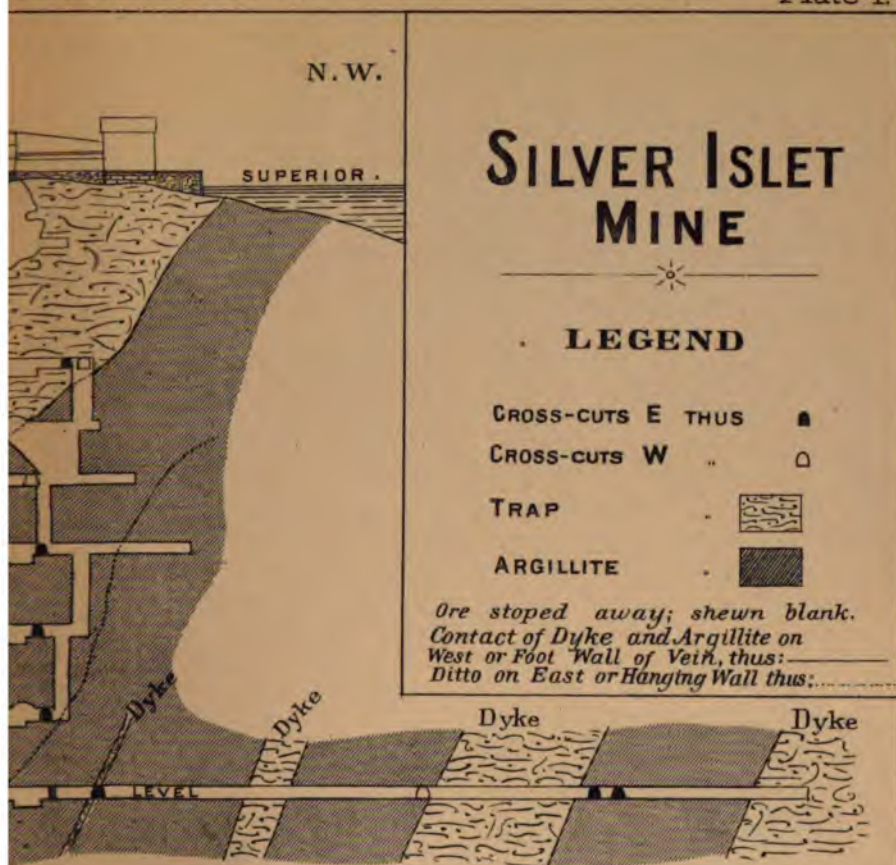 Plate 1.
N.W.
SUPERIOR.
SILVER ISLET
MINE
LEGEND
CROSS-CUTS E THUS
CROSS-CUTS W "
TRAP
ARGILLITE
Ore stoped away; shewn blank.
Contact of Dyke and Argillite on
West or Foot Wall of Vein, thus:
Ditto on East or Hanging Wall thus:
Dyke
Dyke
Dyke
Dyke
LEVEL